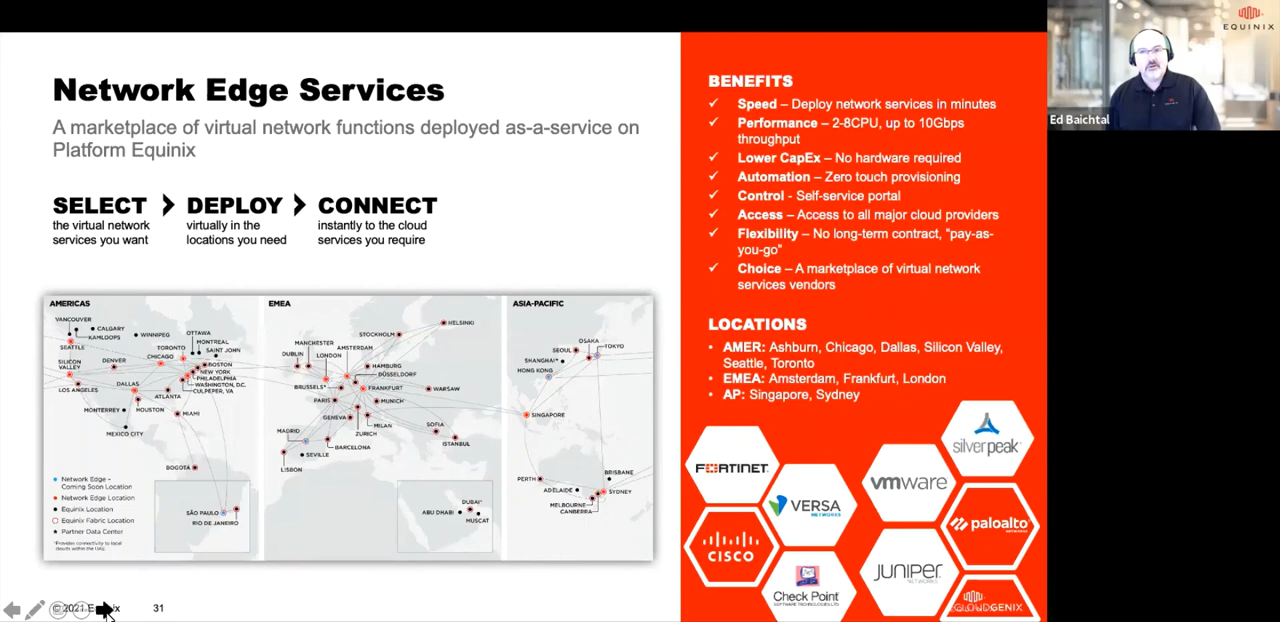 Network Edge Services
A marketplace of virtual network functions deployed as-a-service on
Platform Equinix
SELECT
the virtual network
services you want
DEPLOY
virtually in the
locations you need
CONNECT
instantly to the cloud
services you require
AMERICAS
VANCOUVER
CALGARY
KAMLOOPS
WINNIPEG
OTTAWA
MONTREAL
TORONTO
SAINT JOHN
SEATTLE
CHICAGO
SILICON
VALLEY
DENVER
BOSTON
NEW YORK
PHILADELPHIA
WASHINGTON, D.C.
CULPEPER, VA
LOS ANGELES
DALLAS
ATLANTA
MONTERREY
HOUSTON
MIAMI
MEXICO CITY
BOGOTA
SÃO PAULO
RIO DE JANEIRO
Network Edge –
Coming Soon Location
Network Edge Location
Equinix Location
Equinix Fabric Location
Partner Data Center
EMEA
HELSINKI
STOCKHOLM
MANCHESTER
AMSTERDAM
DUBLIN
LONDON
HAMBURG
DÜSSELDORF
BRUSSELS*
FRANKFURT
WARSAW
PARIS
MUNICH
GENEVA
MILAN
ZURICH
SOFIA
MADRID
BARCELONA
ISTANBUL
SEVILLE
LISBON
DUBAI*
ABU DHABI
MUSCAT
ASIA-PACIFIC
OSAKA
TOKYO
SEOUL
SHANGHAI*
HONG KONG
SINGAPORE
PERTH
BRISBANE
ADELAIDE
SYDNEY
MELBOURNE
CANBERRA
© 2021 Equinix
31
BENEFITS
✓ Speed – Deploy network services in minutes
✓ Performance – 2-8CPU, up to 10Gbps
throughput
✓ Lower CapEx – No hardware required
✓ Automation – Zero touch provisioning
✓ Control - Self-service portal
✓ Access – Access to all major cloud providers
✓ Flexibility – No long-term contract, “pay-as-
you-go”
✓ Choice – A marketplace of virtual network
services vendors
LOCATIONS
• AMER: Ashburn, Chicago, Dallas, Silicon Valley,
Seattle, Toronto
• EMEA: Amsterdam, Frankfurt, London
• AP: Singapore, Sydney
silver peak
FORTINET
VERSA
NETWORKS
vmware
CISCO
paloalto
NETWORKS
Check Point
SOFTWARE TECHNOLOGIES LTD
JUNIPER
NETWORKS
CLOUDGENIX
EQUINIX
Ed Baichtal